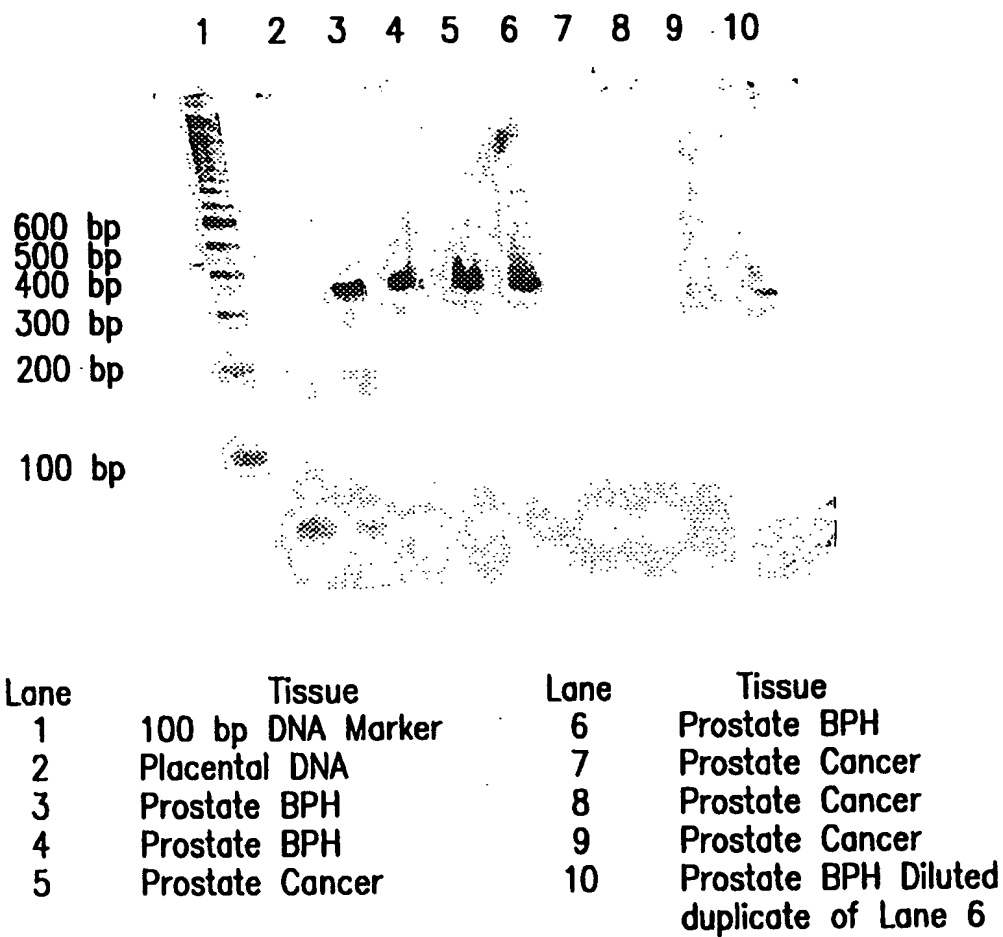 1 2 3 4 5 6 7 8 9 10
600 bp
500 bp
400 bp
300 bp
200 bp
100 bp
Lane Tissue
1 100 bp DNA Marker
2 Placental DNA
3 Prostate BPH
4 Prostate BPH
5 Prostate Cancer
Lane Tissue
6 Prostate BPH
7 Prostate Cancer
8 Prostate Cancer
9 Prostate Cancer
10 Prostate BPH Diluted
duplicate of Lane 6